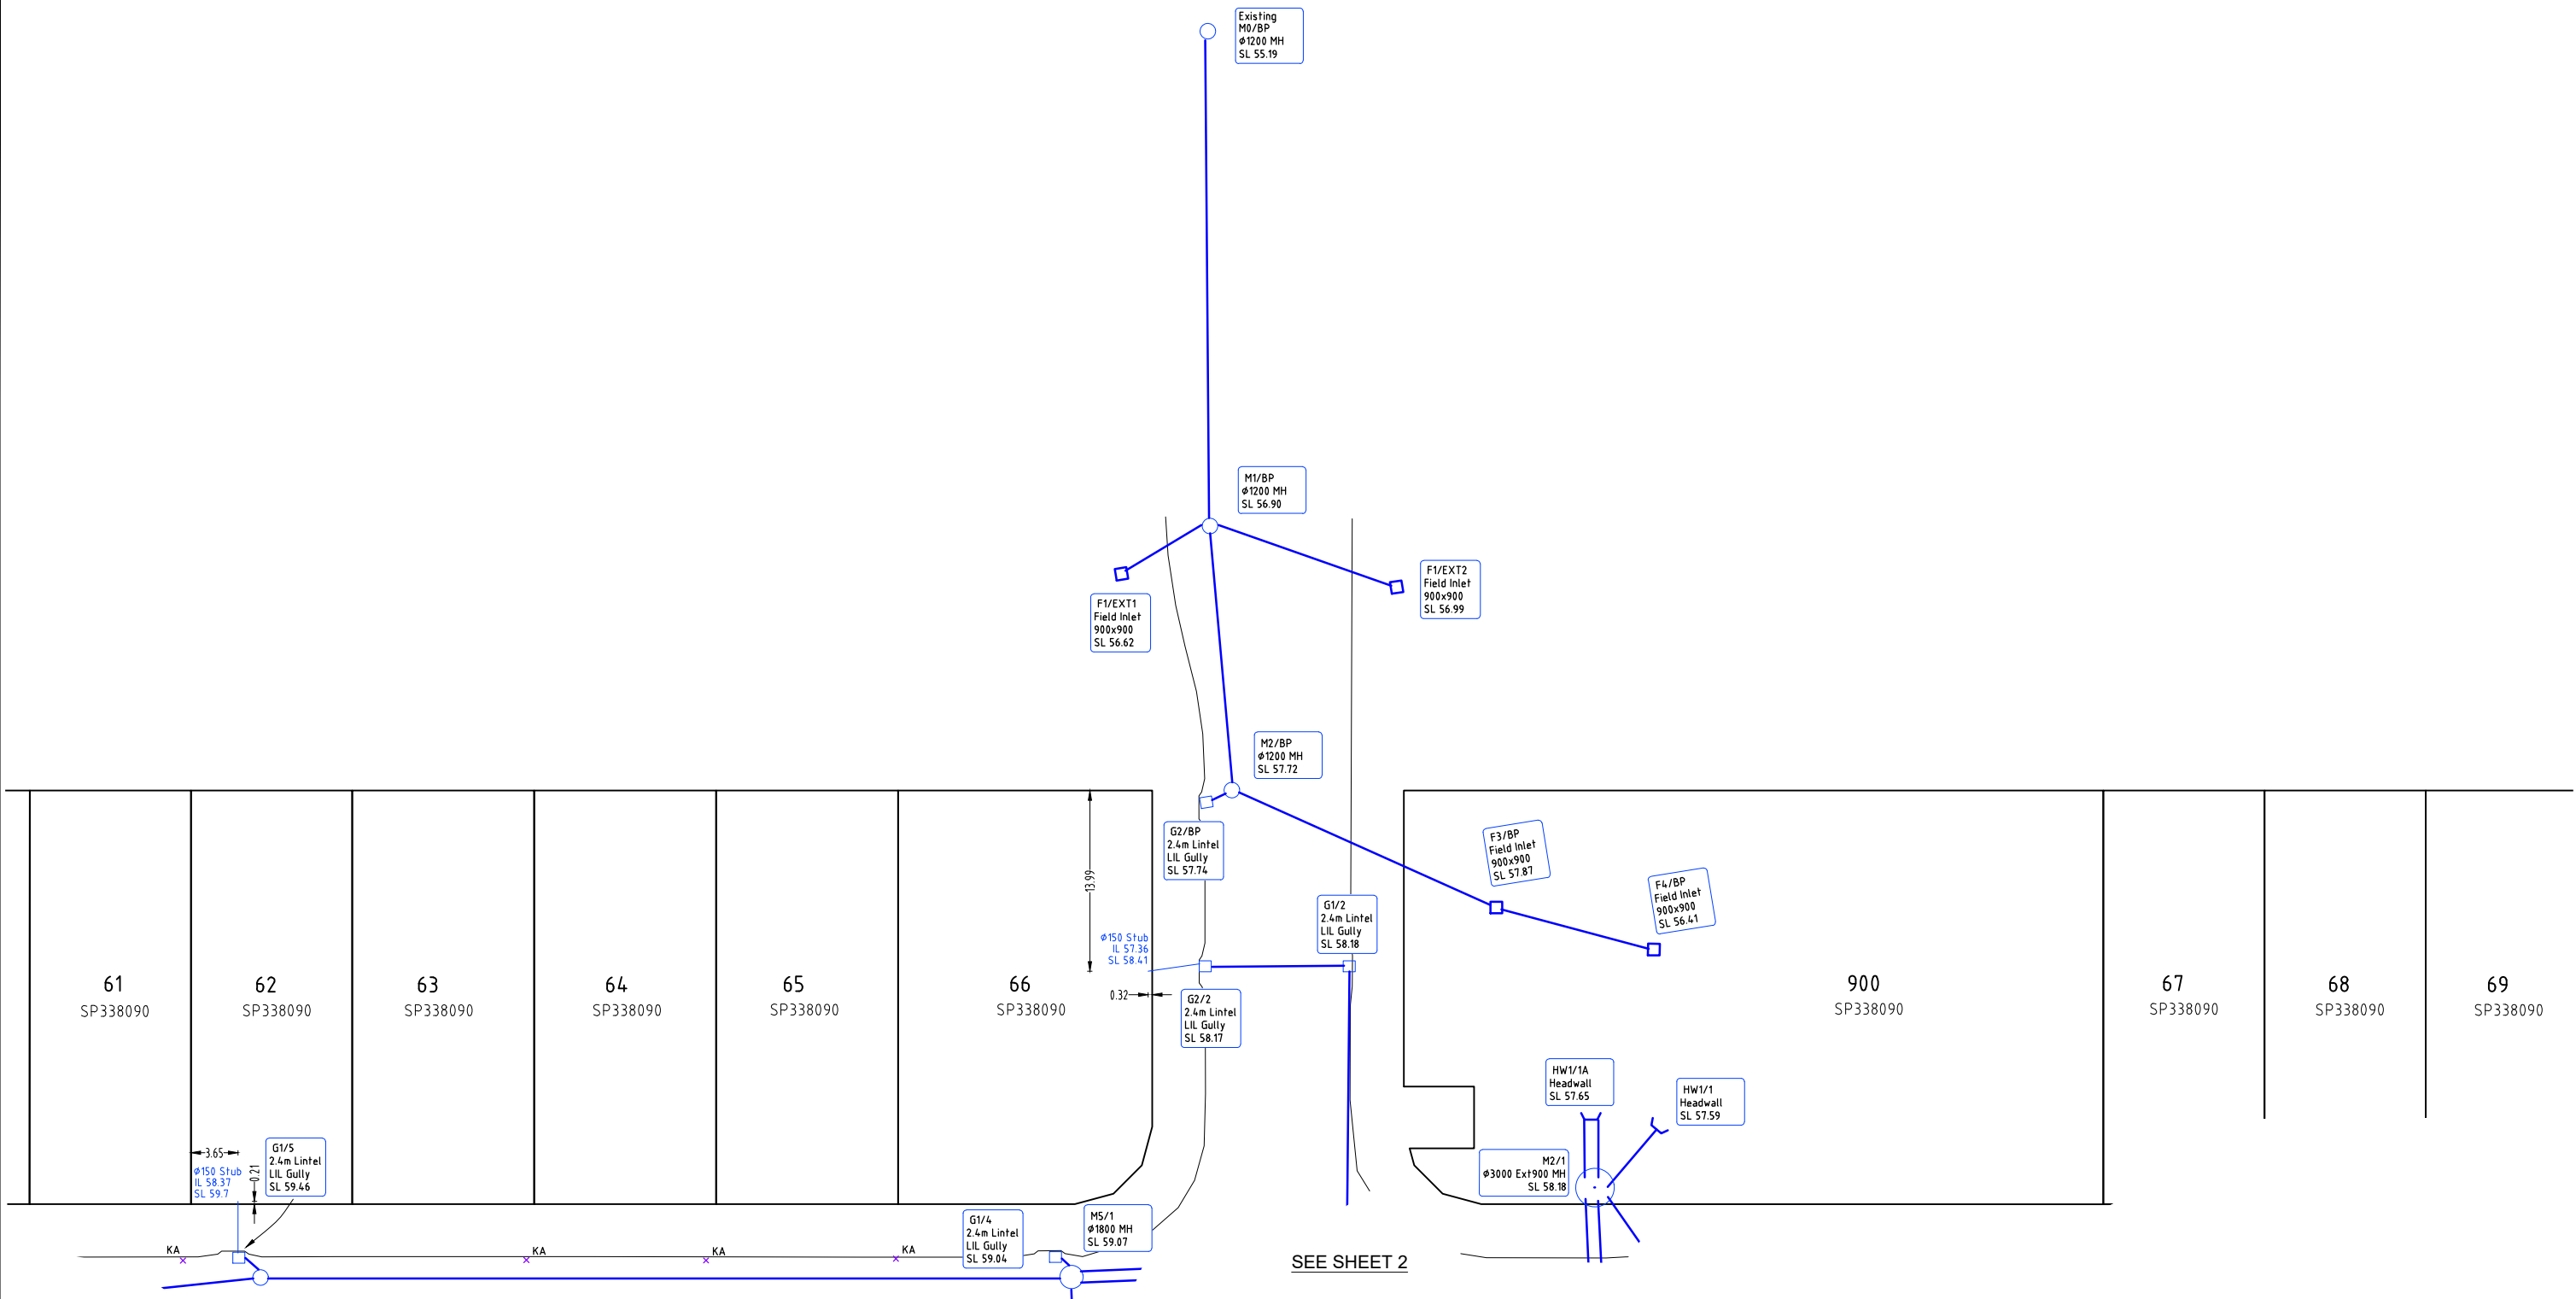 Existing
M0/BP
φ1200 MH
SL 55.19
M1/BP
φ1200 MH
SL 56.90
F1/EXT1
Field Inlet
900x900
SL 56.62
F1/EXT2
Field Inlet
900x900
SL 56.99
M2/BP
φ1200 MH
SL 57.72
G2/BP
2.4m Lintel
LIL Gully
SL 57.74
F3/BP
Field Inlet
900x900
SL 57.87
F4/BP
Field Inlet
900x900
SL 56.41
13.99
G1/2
2.4m Lintel
LIL Gully
SL 58.18
φ150 Stub
IL 57.36
SL 58.41
0.32
G2/2
2.4m Lintel
LIL Gully
SL 58.17
61
SP338090
62
SP338090
63
SP338090
64
SP338090
65
SP338090
66
SP338090
900
SP338090
67
SP338090
68
SP338090
69
SP338090
HW1/1A
Headwall
SL 57.65
HW1/1
Headwall
SL 57.59
M2/1
φ3000 Ext900 MH
SL 58.18
3.65
φ150 Stub
IL 58.37
SL 59.7
0.21
G1/5
2.4m Lintel
LIL Gully
SL 59.46
G1/4
2.4m Lintel
LIL Gully
SL 59.04
M5/1
φ1800 MH
SL 59.07
KA
KA
KA
KA
SEE SHEET 2